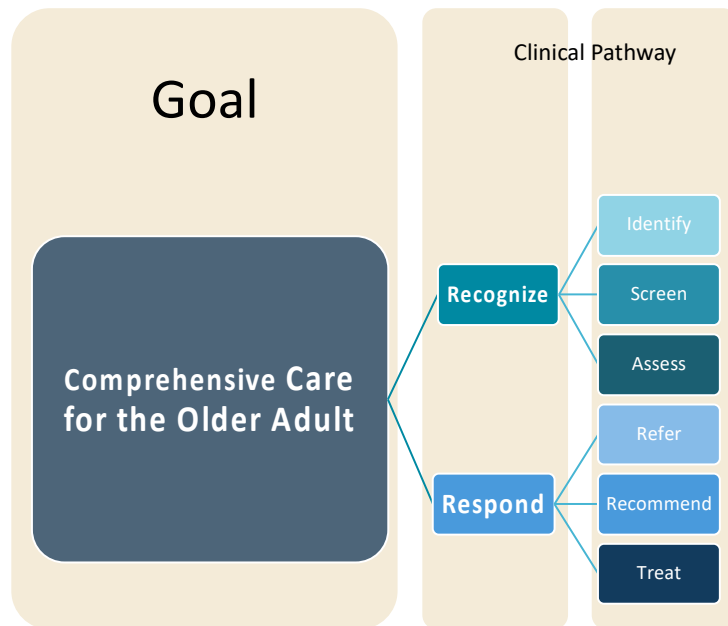 Goal
Clinical Pathway
Comprehensive Care
for the Older Adult
Recognize
Identify
Screen
Assess
Respond
Refer
Recommend
Treat